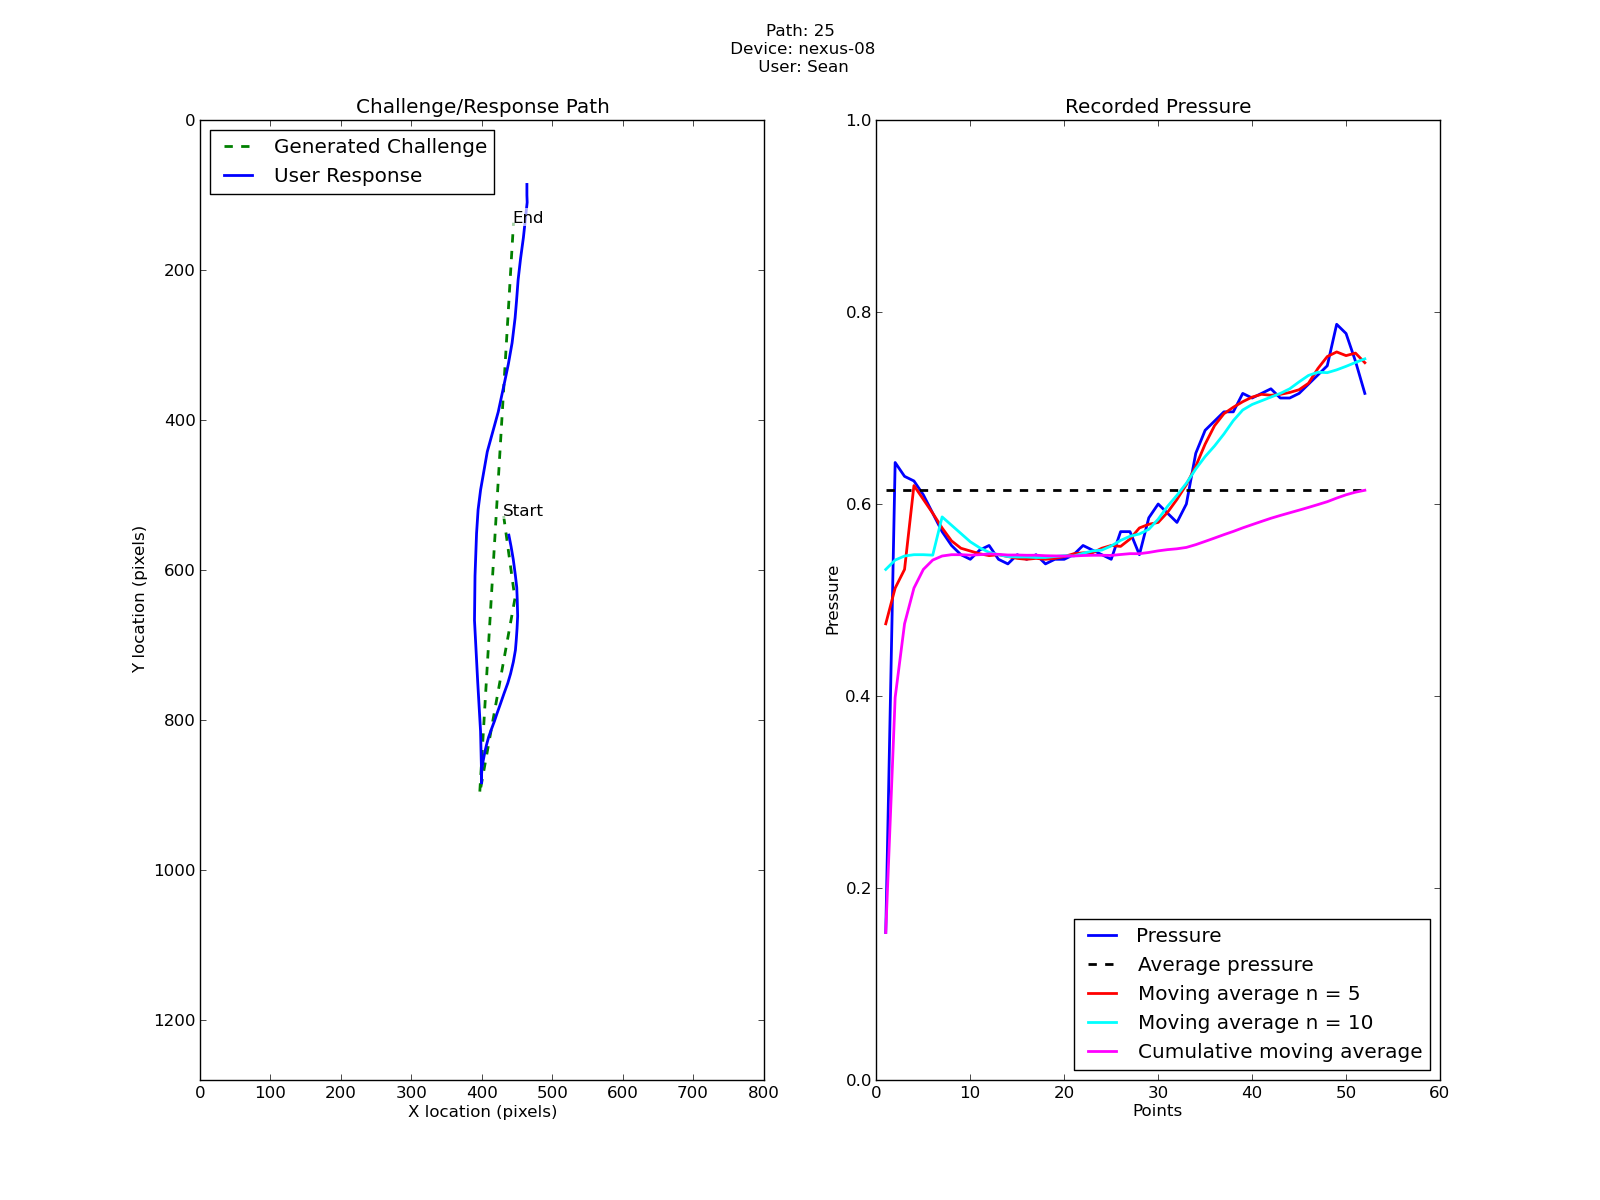 Path: 25
Device: nexus-08
User: Sean
Challenge/Response Path
Generated Challenge
User Response
End
Start
0
200
400
600
800
1000
1200
Y location (pixels)
0 100 200 300 400 500 600 700 800
X location (pixels)
Recorded Pressure
1.0
0.8
0.6
0.4
0.2
0.0
Pressure
Pressure
Average pressure
Moving average n = 5
Moving average n = 10
Cumulative moving average
0 10 20 30 40 50 60
Points